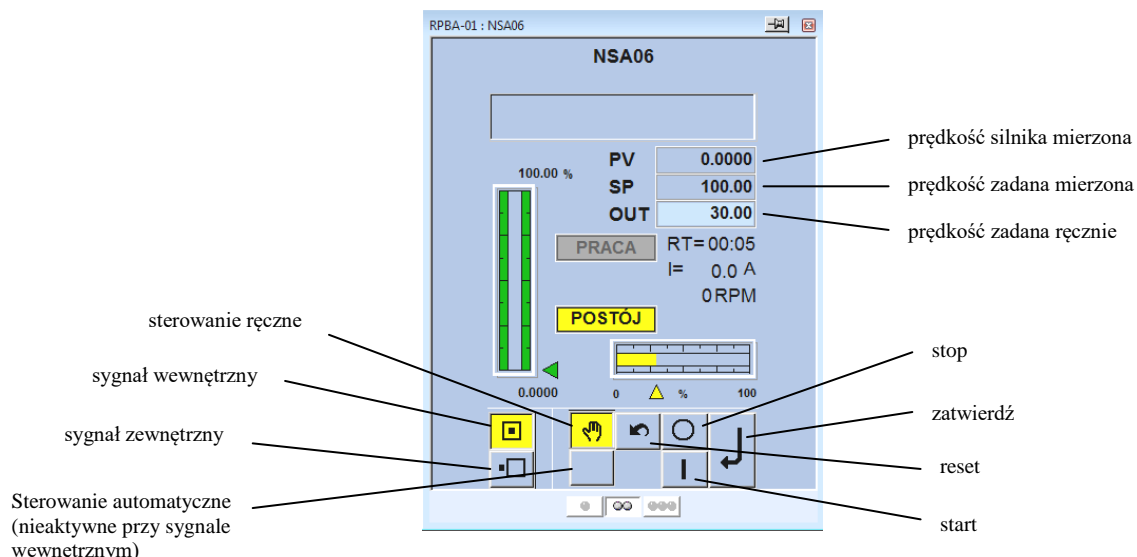 RPBA-01 : NSA06
NSA06
PV 0.0000
prędkość silnika mierzona
100.00 %
SP 100.00
prędkość zadana mierzona
OUT 30.00
prędkość zadana ręcznie
PRACA RT= 00:05
I= 0.0 A
0 RPM
POSTÓJ
sterowanie ręczne
stop
sygnał wewnętrzny
0.0000
0 % 100
zatwierdź
sygnał zewnętrzny
reset
Sterowanie automatyczne
(nieaktywne przy sygnale
wewnetrznym)
start